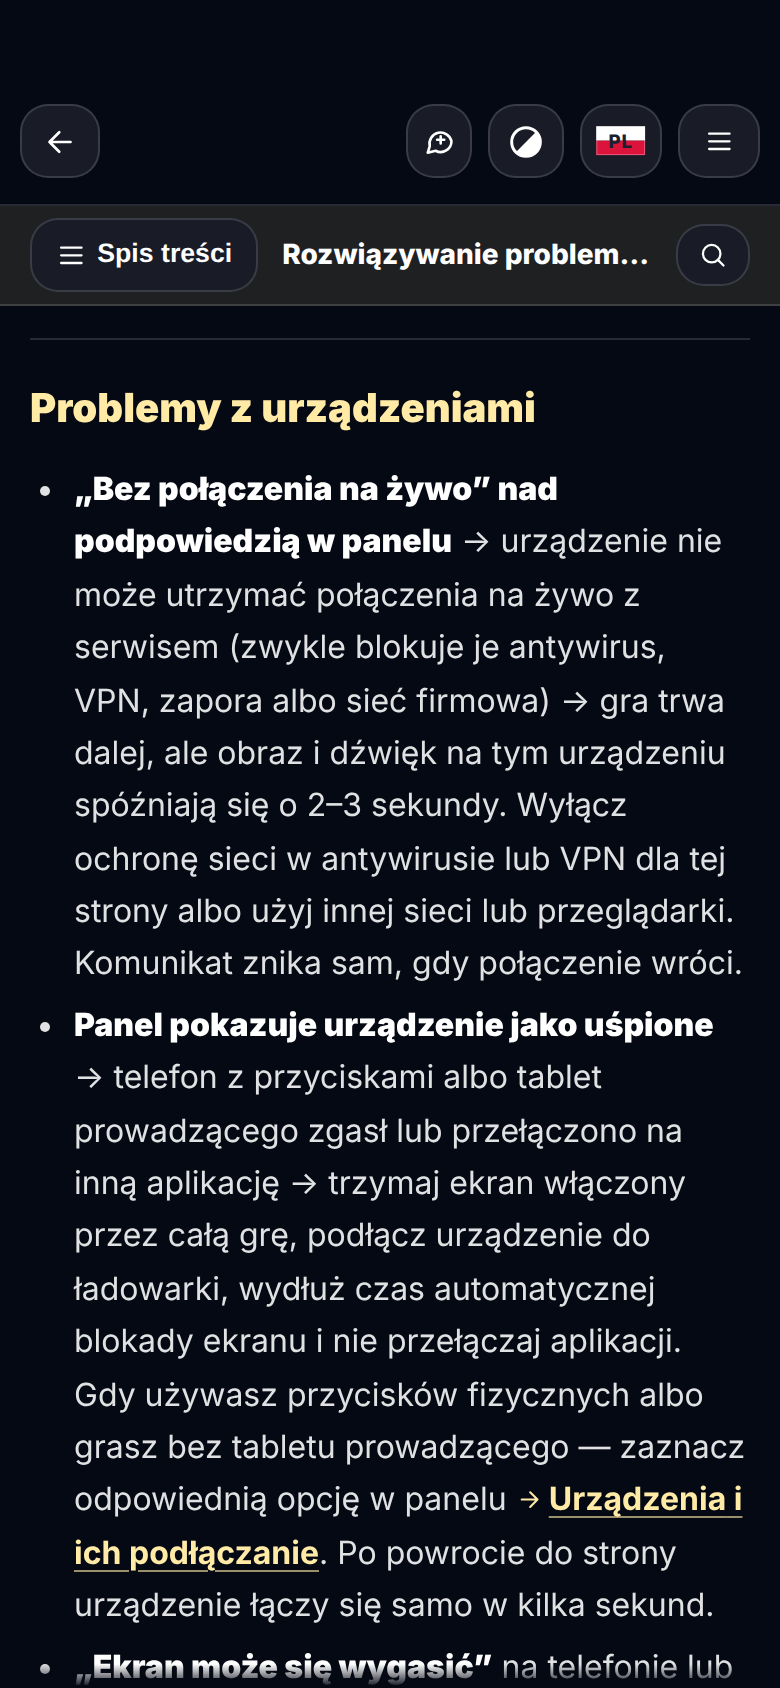 PL
Spis treści
Rozwiązywanie problem...
Problemy z urządzeniami
• „Bez połączenia na żywo” nad
podpowiedzią w panelu → urządzenie nie
może utrzymać połączenia na żywo z
serwisem (zwykle blokuje je antywirus,
VPN, zapora albo sieć firmowa) → gra trwa
dalej, ale obraz i dźwięk na tym urządzeniu
spóźniają się o 2–3 sekundy. Wyłącz
ochronę sieci w antywirusie lub VPN dla tej
strony albo użyj innej sieci lub przeglądarki.
Komunikat znika sam, gdy połączenie wróci.
• Panel pokazuje urządzenie jako uśpione
→ telefon z przyciskami albo tablet
prowadzącego zgasł lub przełączono na
inną aplikację → trzymaj ekran włączony
przez całą grę, podłącz urządzenie do
ładowarki, wydłuż czas automatycznej
blokady ekranu i nie przełączaj aplikacji.
Gdy używasz przycisków fizycznych albo
grasz bez tabletu prowadzącego — zaznacz
odpowiednią opcję w panelu → Urządzenia i
ich podłączanie. Po powrocie do strony
urządzenie łączy się samo w kilka sekund.
• „Ekran może się wygasić” na telefonie lub